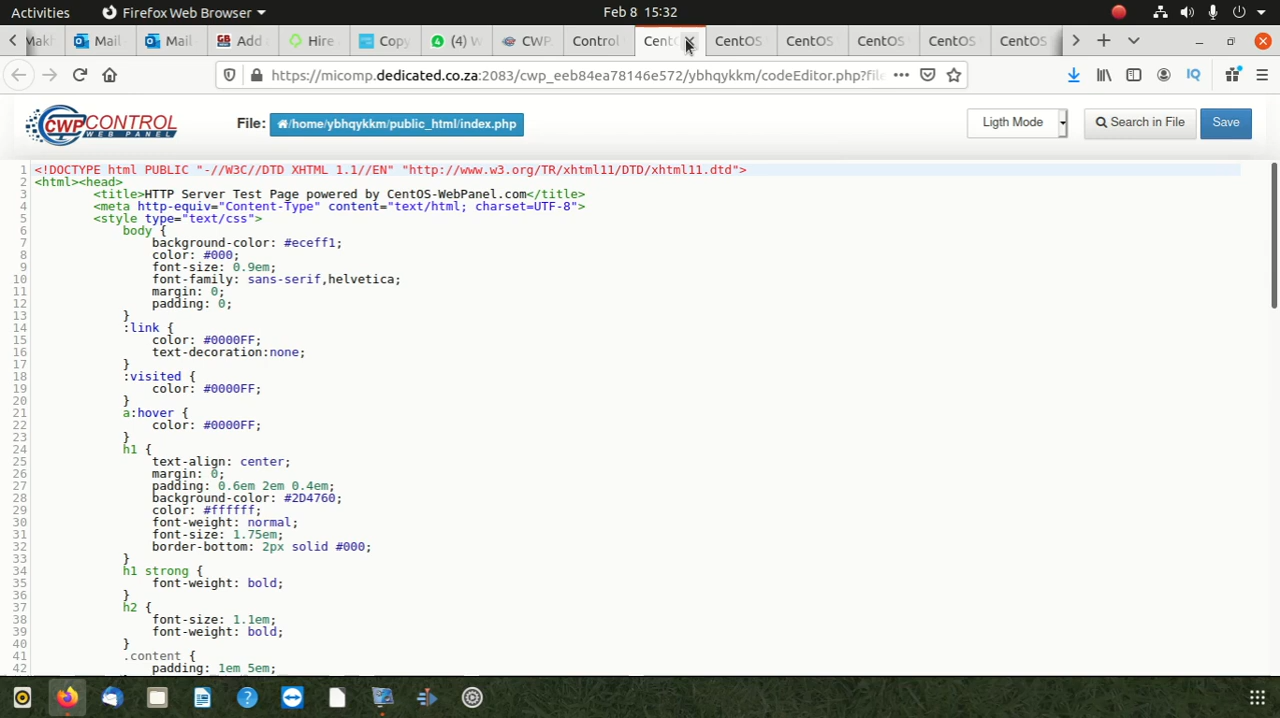 Activities Firefox Web Browser Feb 8 15:32
Makh Mail Mail Add Hire Copy (4) W CWP. Control CentO CentOS CentOS CentOS CentOS CentOS
https://micomp.dedicated.co.za:2083/cwp_eeb84ea78146e572/ybhqykkm/codeEditor.php?file IQ
CWP CONTROL WEB PANEL File: /home/ybhqykkm/public_html/index.php Ligth Mode Search in File Save
1 <!DOCTYPE html PUBLIC "-//W3C//DTD XHTML 1.1//EN" "http://www.w3.org/TR/xhtml11/DTD/xhtml11.dtd">
2 <html><head>
3 <title>HTTP Server Test Page powered by CentOS-WebPanel.com</title>
4 <meta http-equiv="Content-Type" content="text/html; charset=UTF-8">
5 <style type="text/css">
6 body {
7 background-color: #eceff1;
8 color: #000;
9 font-size: 0.9em;
10 font-family: sans-serif,helvetica;
11 margin: 0;
12 padding: 0;
13 }
14 :link {
15 color: #0000FF;
16 text-decoration:none;
17 }
18 :visited {
19 color: #0000FF;
20 }
21 a:hover {
22 color: #0000FF;
23 }
24 h1 {
25 text-align: center;
26 margin: 0;
27 padding: 0.6em 2em 0.4em;
28 background-color: #2D4760;
29 color: #ffffff;
30 font-weight: normal;
31 font-size: 1.75em;
32 border-bottom: 2px solid #000;
33 }
34 h1 strong {
35 font-weight: bold;
36 }
37 h2 {
38 font-size: 1.1em;
39 font-weight: bold;
40 }
41 .content {
42 padding: 1em 5em;